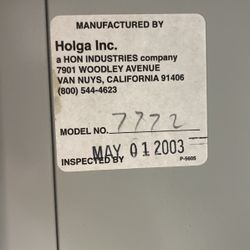 MANUFACTURED BY
Holga Inc.
a HON INDUSTRIES company
7901 WOODLEY AVENUE
VAN NUYS, CALIFORNIA 91406
(800) 544-4623
MODEL NO. 7772
MAY 01 2003
INSPECTED BY P-5605